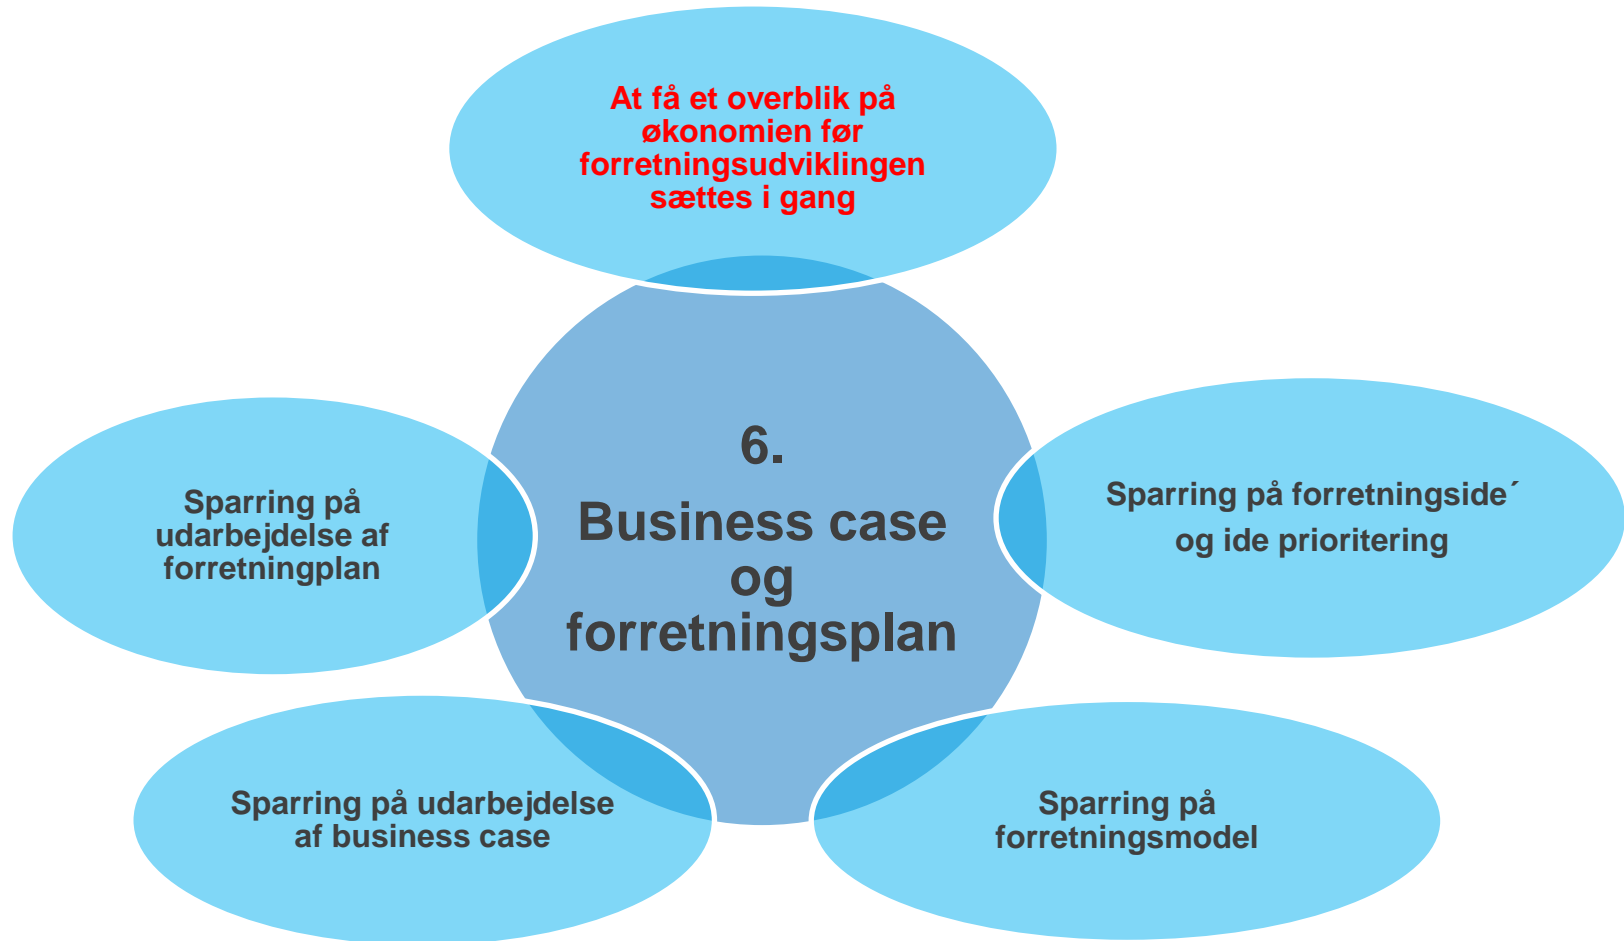 At få et overblik på
økonomien før
forretningsudviklingen
sættes i gang
6.
Business case
og
forretningsplan
Sparring på forretningside´
og ide prioritering
Sparring på
forretningsmodel
Sparring på udarbejdelse
af business case
Sparring på
udarbejdelse af
forretningplan